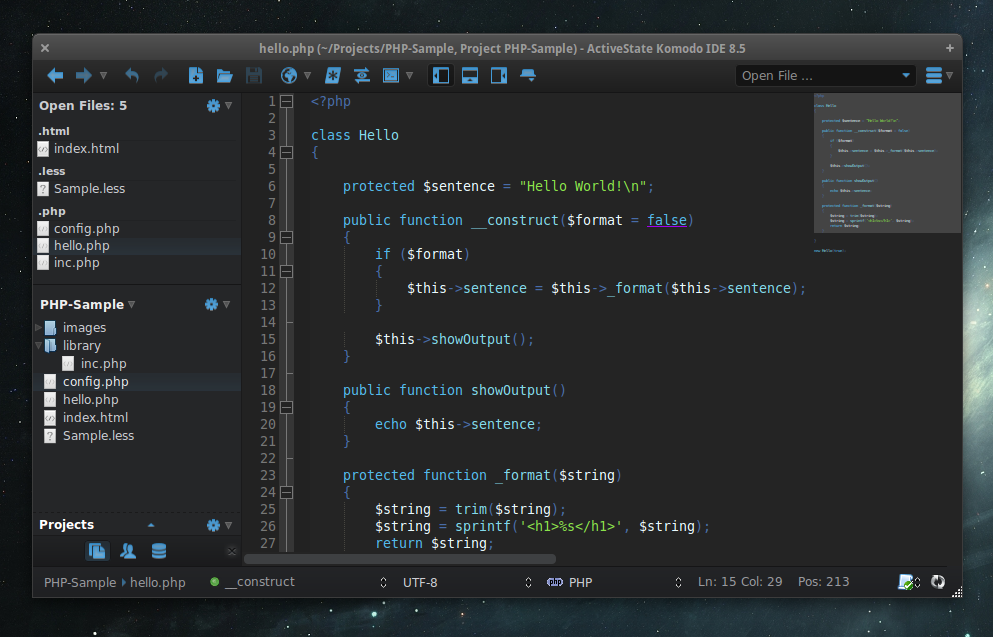 hello.php (~/Projects/PHP-Sample, Project PHP-Sample) - ActiveState Komodo IDE 8.5
Open File ...
Open Files: 5
.html
index.html
.less
Sample.less
.php
config.php
hello.php
inc.php
PHP-Sample
images
library
inc.php
config.php
hello.php
index.html
Sample.less
Projects
1 <?php
2
3 class Hello
4 {
5
6 protected $sentence = "Hello World!\n";
7
8 public function __construct($format = false)
9 {
10 if ($format)
11 {
12 $this->sentence = $this->_format($this->sentence);
13 }
14
15 $this->showOutput();
16 }
17
18 public function showOutput()
19 {
20 echo $this->sentence;
21 }
22
23 protected function _format($string)
24 {
25 $string = trim($string);
26 $string = sprintf('<h1>%s</h1>', $string);
27 return $string;
PHP-Sample hello.php __construct UTF-8 PHP Ln: 15 Col: 29 Pos: 213